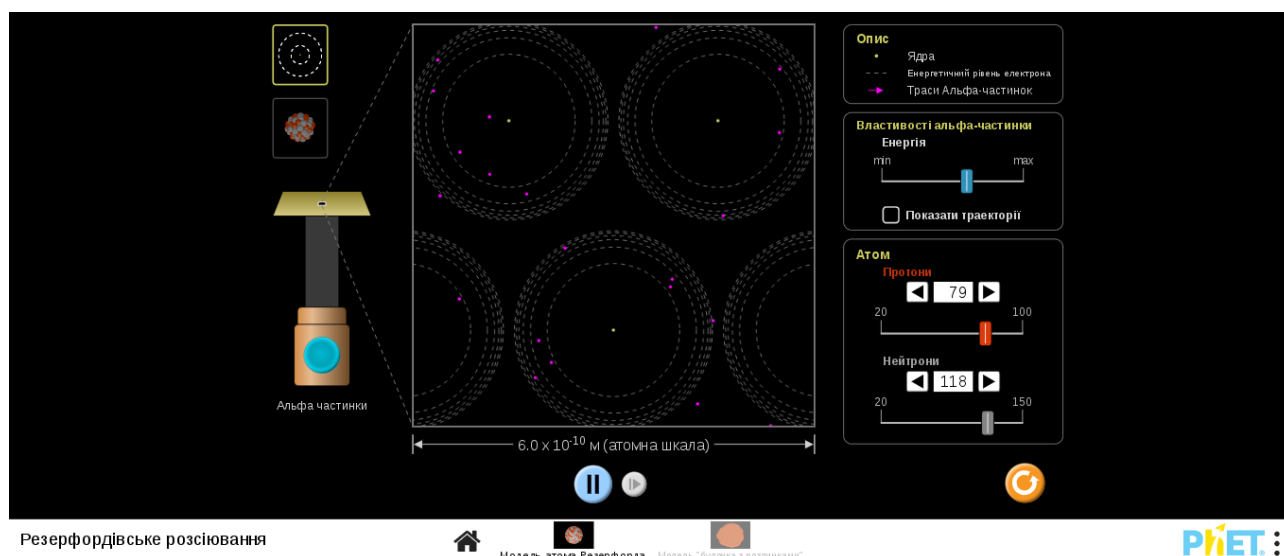 Опис
Ядра
Енергетичний рівень електрона
Траси Альфа-частинок
Властивості альфа-частинки
Енергія
min max
Показати траєкторії
Атом
Протони
79
20 100
Нейтрони
118
20 150
Альфа частинки
6.0 x 10⁻¹⁰ м (атомна шкала)
Резерфордівське розсіювання
Модель атома Резерфорда
PhET